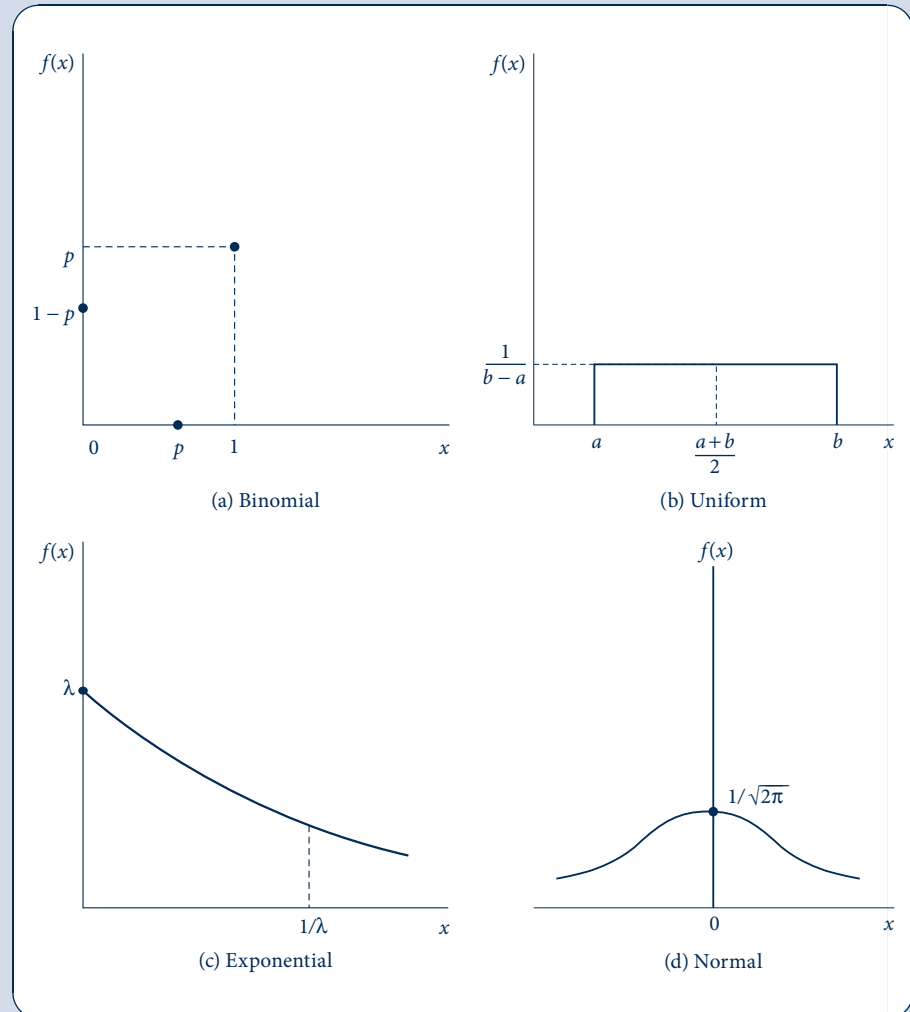 f(x)
p
1 − p
0 p 1 x
(a) Binomial
f(x)
1
b − a
a a+b b x
2
(b) Uniform
f(x)
λ
1/λ x
(c) Exponential
f(x)
1/√2π
0 x
(d) Normal